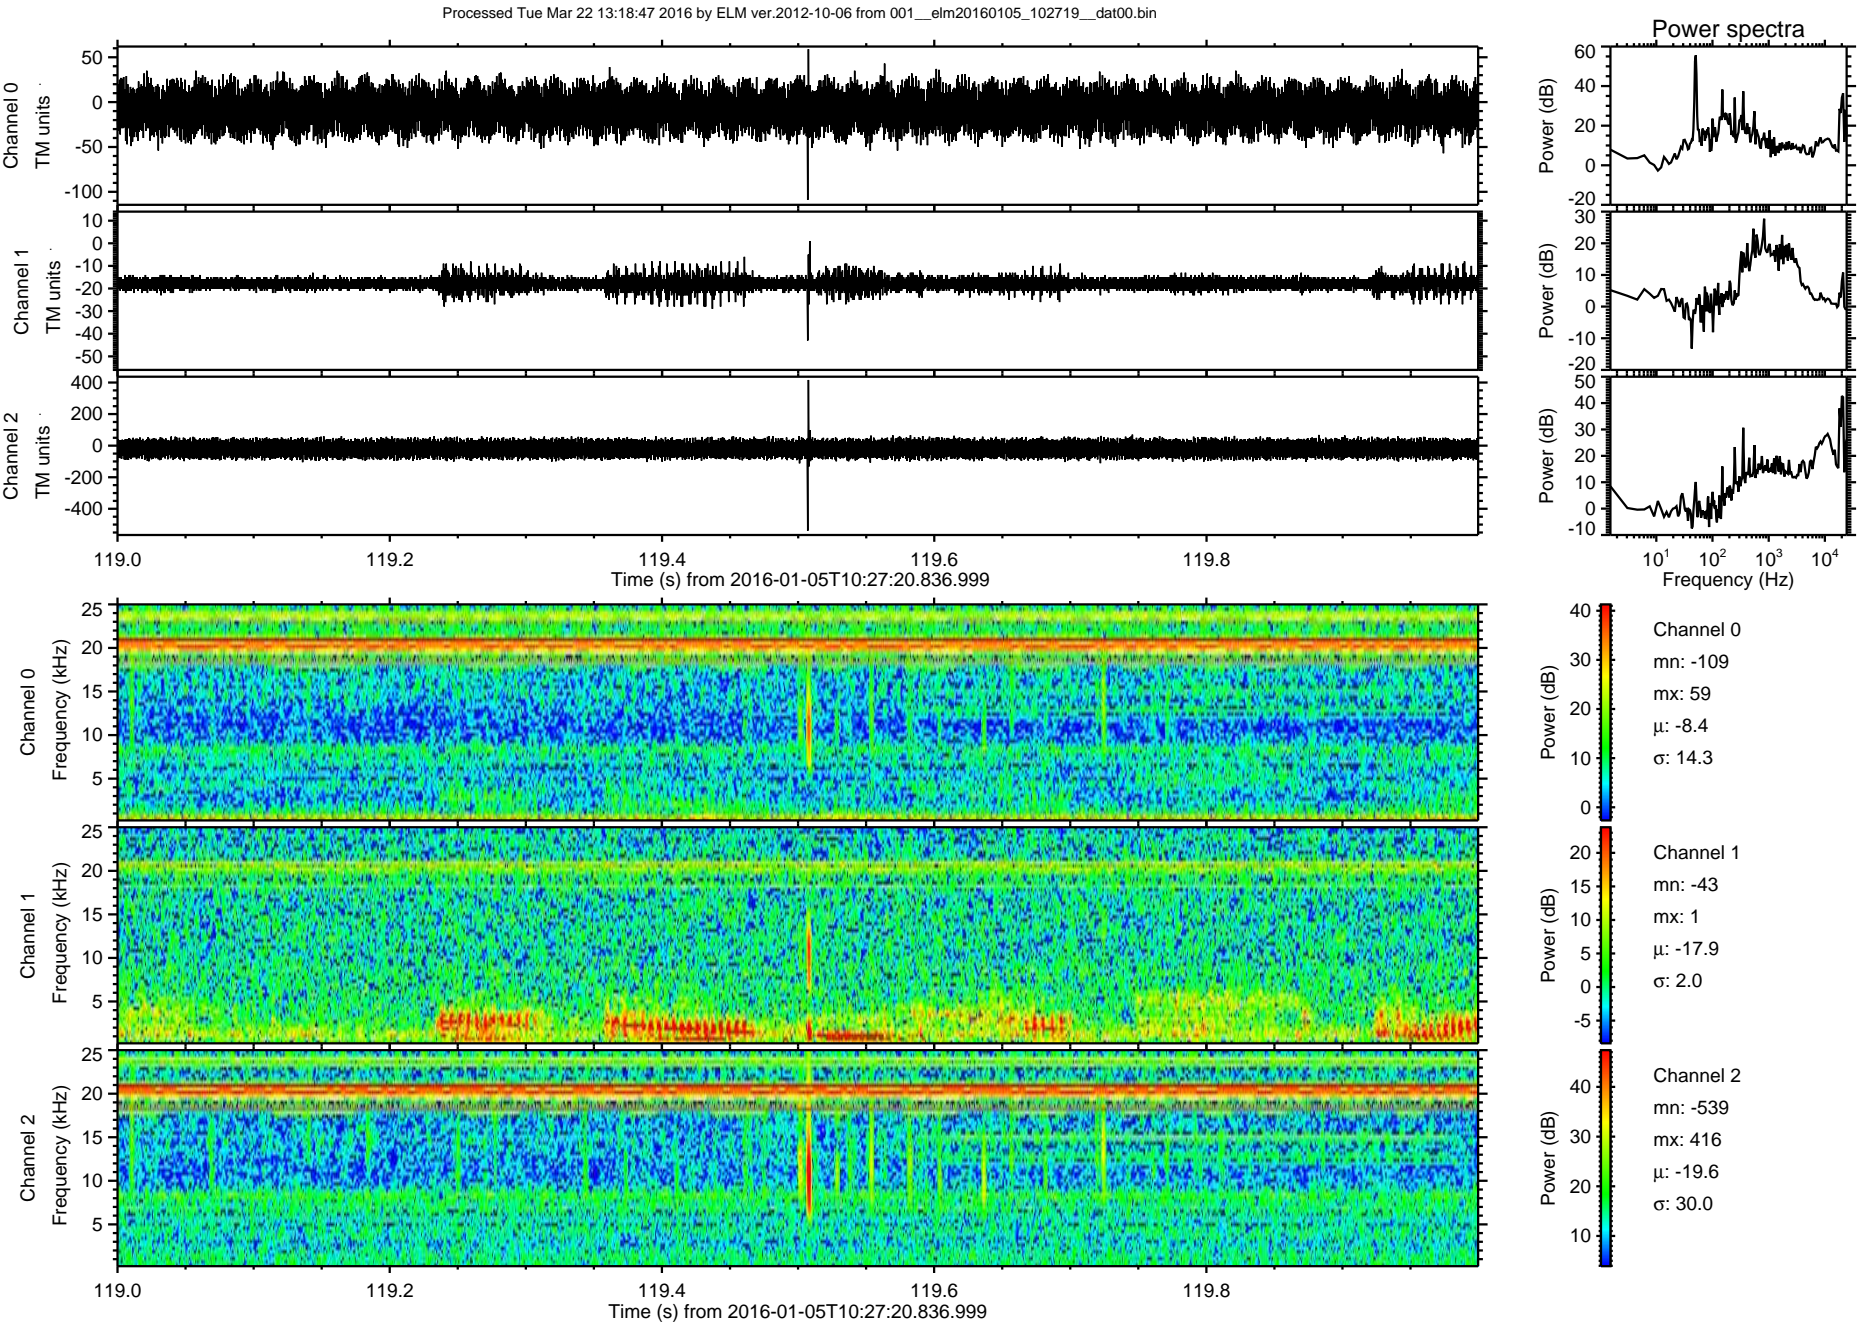 Processed Tue Mar 22 13:18:47 2016 by ELM ver.2012-10-06 from 001__elm20160105_102719__dat00.bin
Power spectra
Channel 0
TM units
50
0
-50
-100
Power (dB)
60
40
20
0
-20
Channel 1
TM units
10
0
-10
-20
-30
-40
-50
Power (dB)
30
20
10
0
-10
-20
Channel 2
TM units
400
200
0
-200
-400
Power (dB)
50
40
30
20
10
0
-10
119.0 119.2 119.4 119.6 119.8
Time (s) from 2016-01-05T10:27:20.836.999
10^1 10^2 10^3 10^4
Frequency (Hz)
Channel 0
Frequency (kHz)
25
20
15
10
5
Power (dB)
40
30
20
10
0
Channel 0
mn: -109
mx: 59
μ: -8.4
σ: 14.3
Channel 1
Frequency (kHz)
25
20
15
10
5
Power (dB)
20
15
10
5
0
-5
Channel 1
mn: -43
mx: 1
μ: -17.9
σ: 2.0
Channel 2
Frequency (kHz)
25
20
15
10
5
Power (dB)
40
30
20
10
Channel 2
mn: -539
mx: 416
μ: -19.6
σ: 30.0
119.0 119.2 119.4 119.6 119.8
Time (s) from 2016-01-05T10:27:20.836.999